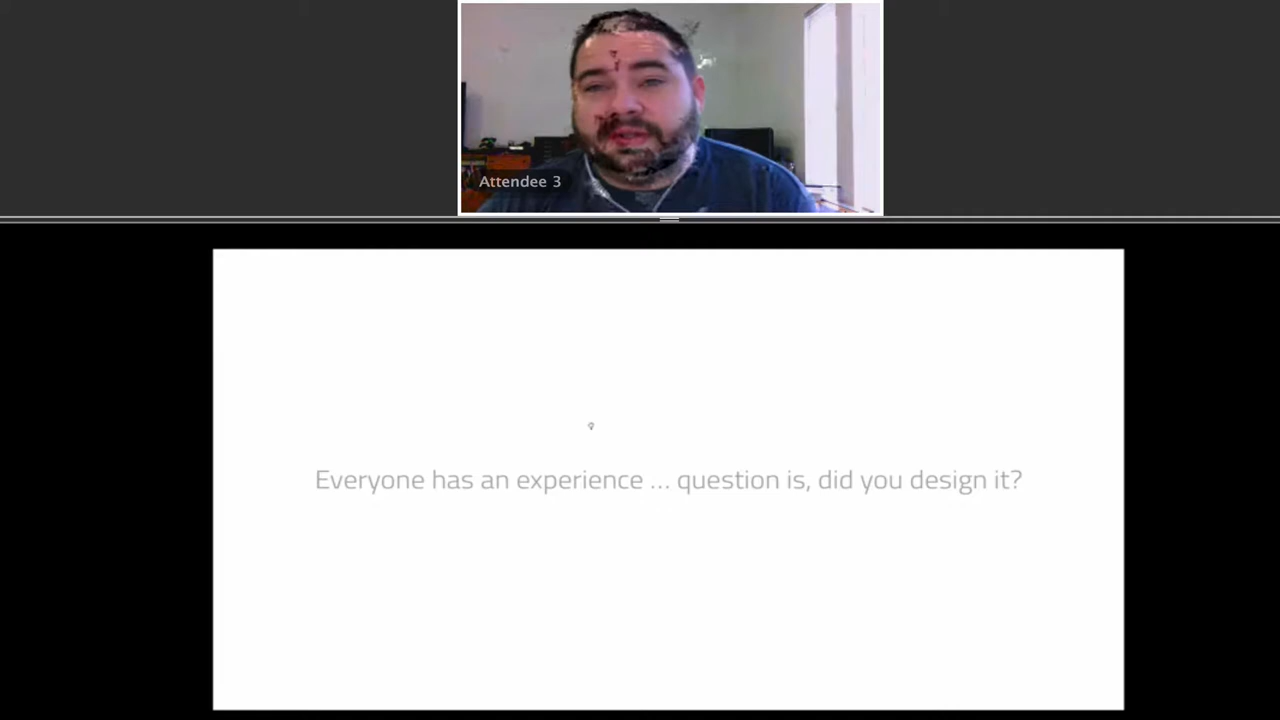 Attendee 3
Everyone has an experience ... question is, did you design it?